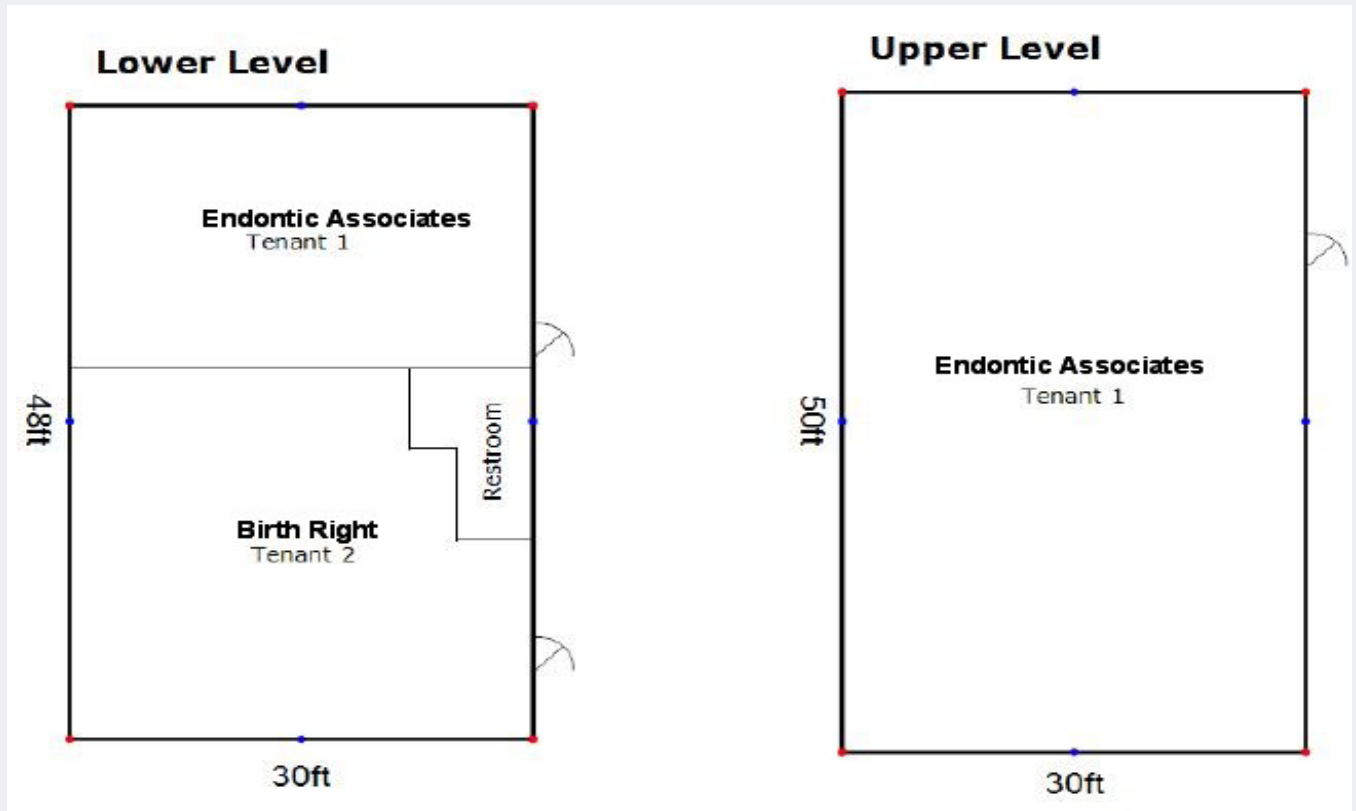 Lower Level
Endontic Associates
Tenant 1
48ft
Restroom
Birth Right
Tenant 2
30ft
Upper Level
Endontic Associates
Tenant 1
50ft
30ft